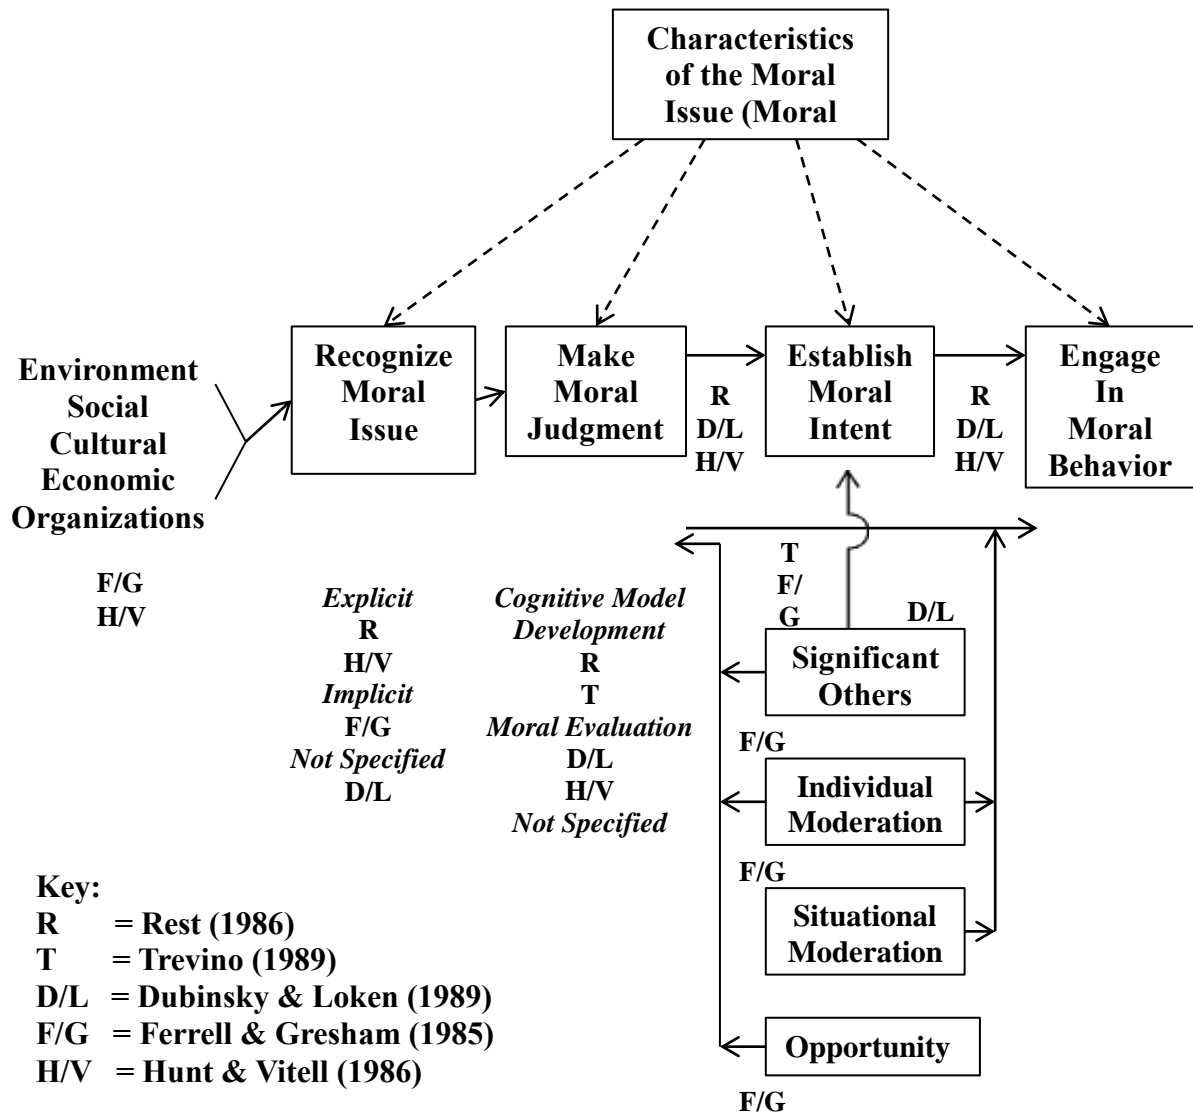 Characteristics
of the Moral
Issue (Moral
Environment
Social
Cultural
Economic
Organizations
F/G
H/V
Recognize
Moral
Issue
Make
Moral
Judgment
R
D/L
H/V
Establish
Moral
Intent
R
D/L
H/V
Engage
In
Moral
Behavior
Explicit
R
H/V
Implicit
F/G
Not Specified
D/L
Cognitive Model
Development
R
T
Moral Evaluation
D/L
H/V
Not Specified
T
F/
G
D/L
Significant
Others
F/G
Individual
Moderation
F/G
Situational
Moderation
Opportunity
F/G
Key:
R = Rest (1986)
T = Trevino (1989)
D/L = Dubinsky & Loken (1989)
F/G = Ferrell & Gresham (1985)
H/V = Hunt & Vitell (1986)